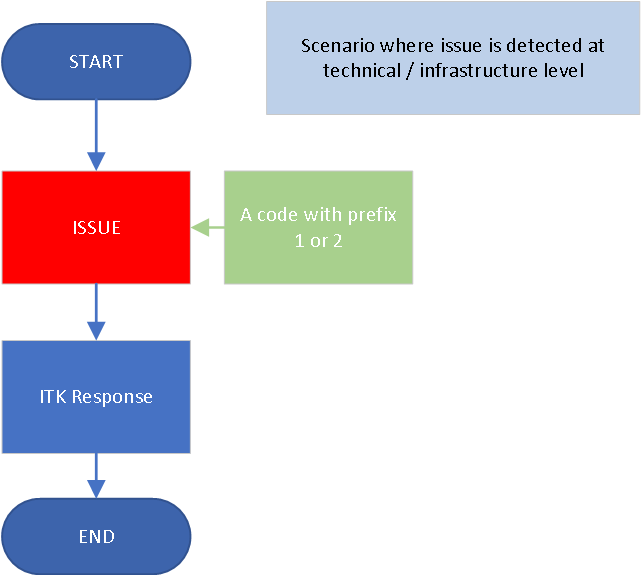 START
Scenario where issue is detected at
technical / infrastructure level
ISSUE
A code with prefix
1 or 2
ITK Response
END